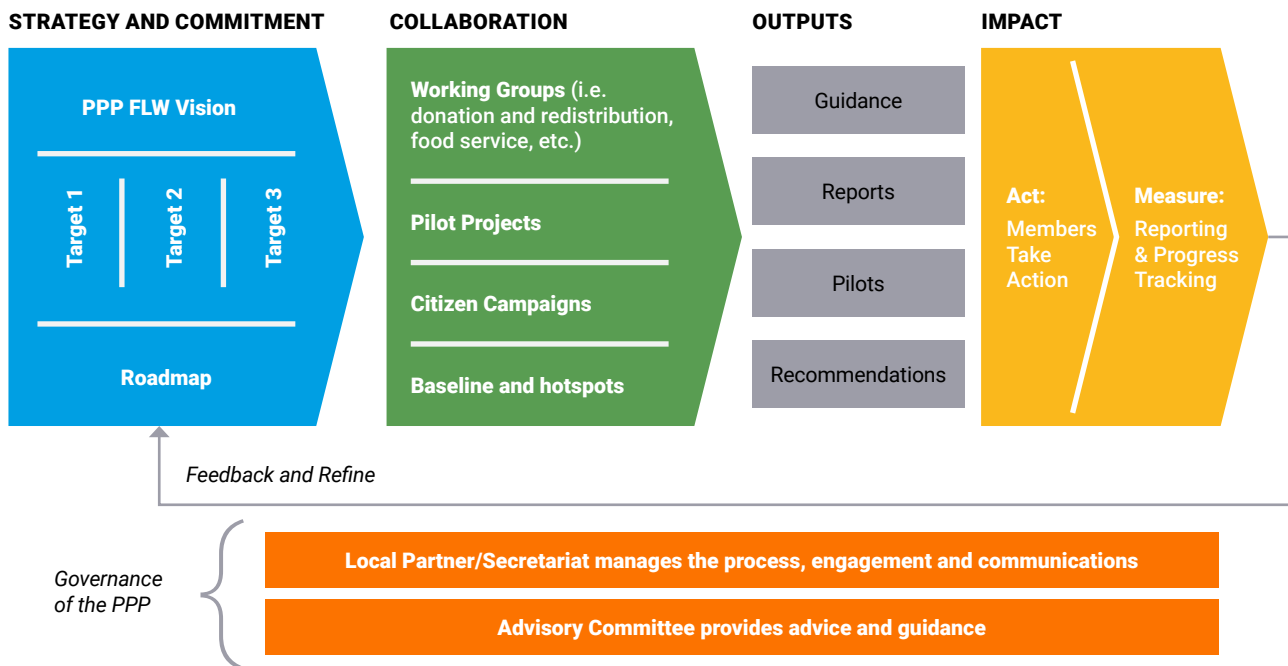 STRATEGY AND COMMITMENT
PPP FLW Vision
Target 1
Target 2
Target 3
Roadmap
COLLABORATION
Working Groups (i.e.
donation and redistribution,
food service, etc.)
Pilot Projects
Citizen Campaigns
Baseline and hotspots
OUTPUTS
Guidance
Reports
Pilots
Recommendations
IMPACT
Act:
Members
Take
Action
Measure:
Reporting
& Progress
Tracking
Feedback and Refine
Governance
of the PPP
Local Partner/Secretariat manages the process, engagement and communications
Advisory Committee provides advice and guidance